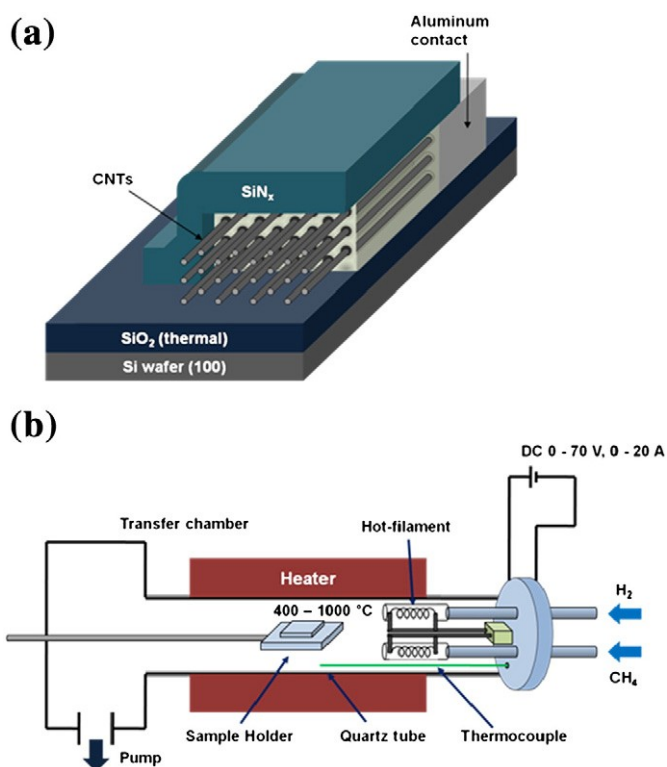 (a)
Aluminum
contact
CNTs
SiNₓ
SiO₂ (thermal)
Si wafer (100)
(b)
DC 0 - 70 V, 0 - 20 A
Transfer chamber
Hot-filament
Heater
400 – 1000 °C
H₂
CH₄
Sample Holder
Quartz tube
Thermocouple
Pump